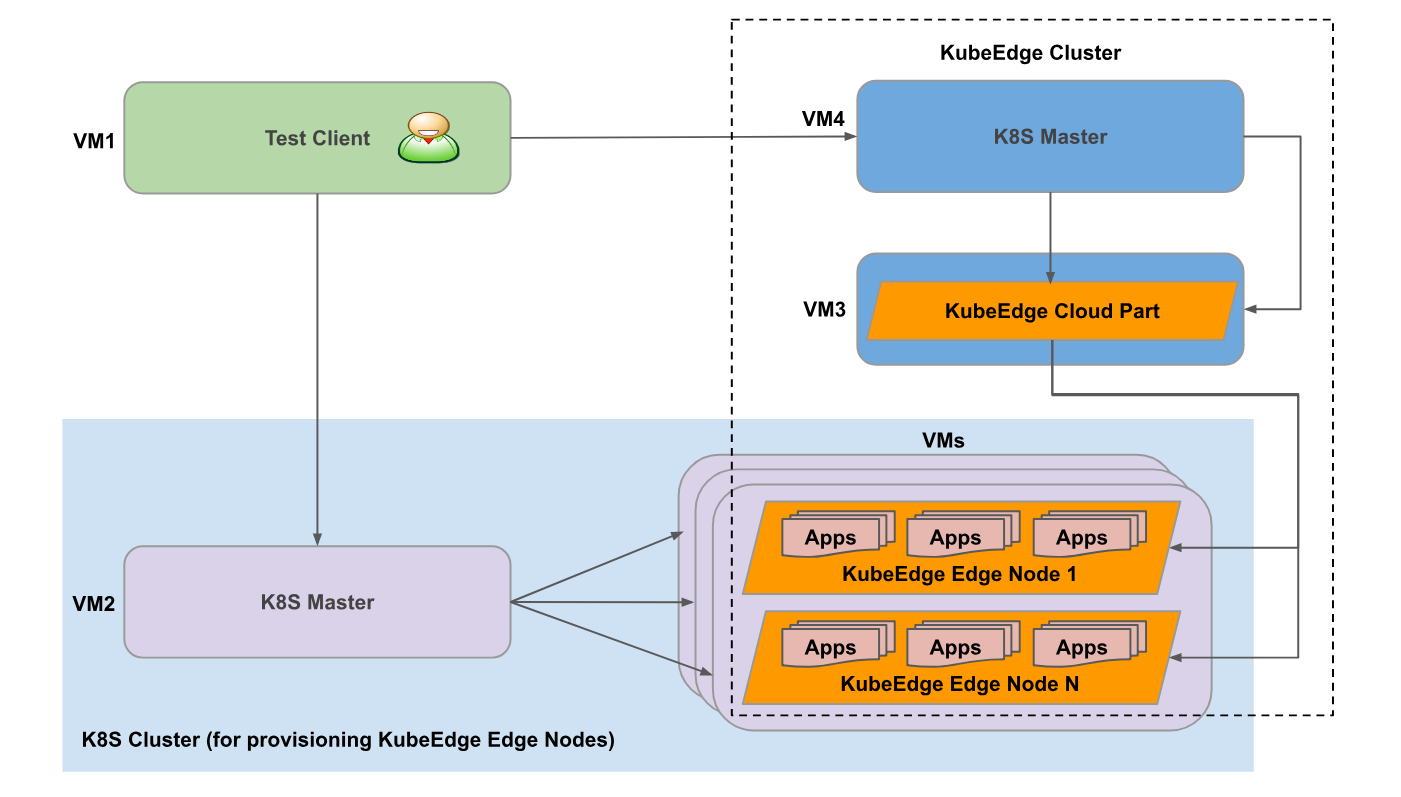 KubeEdge Cluster
VM1
Test Client
VM4
K8S Master
VM3
KubeEdge Cloud Part
VMs
Apps Apps Apps
KubeEdge Edge Node 1
VM2
K8S Master
Apps Apps Apps
KubeEdge Edge Node N
K8S Cluster (for provisioning KubeEdge Edge Nodes)